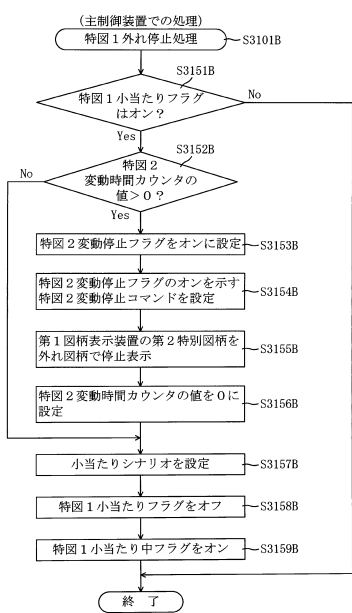 (主制御装置での処理)
特図1外れ停止処理
S3101B
S3151B
特図1小当たりフラグ
はオン?
No
Yes
S3152B
特図2
変動時間カウンタの
値>0?
No
Yes
特図2変動停止フラグをオンに設定
S3153B
特図2変動停止フラグのオンを示す
特図2変動停止コマンドを設定
S3154B
第1図柄表示装置の第2特別図柄を
外れ図柄で停止表示
S3155B
特図2変動時間カウンタの値を0に
設定
S3156B
小当たりシナリオを設定
S3157B
特図1小当たりフラグをオフ
S3158B
特図1小当たり中フラグをオン
S3159B
終了